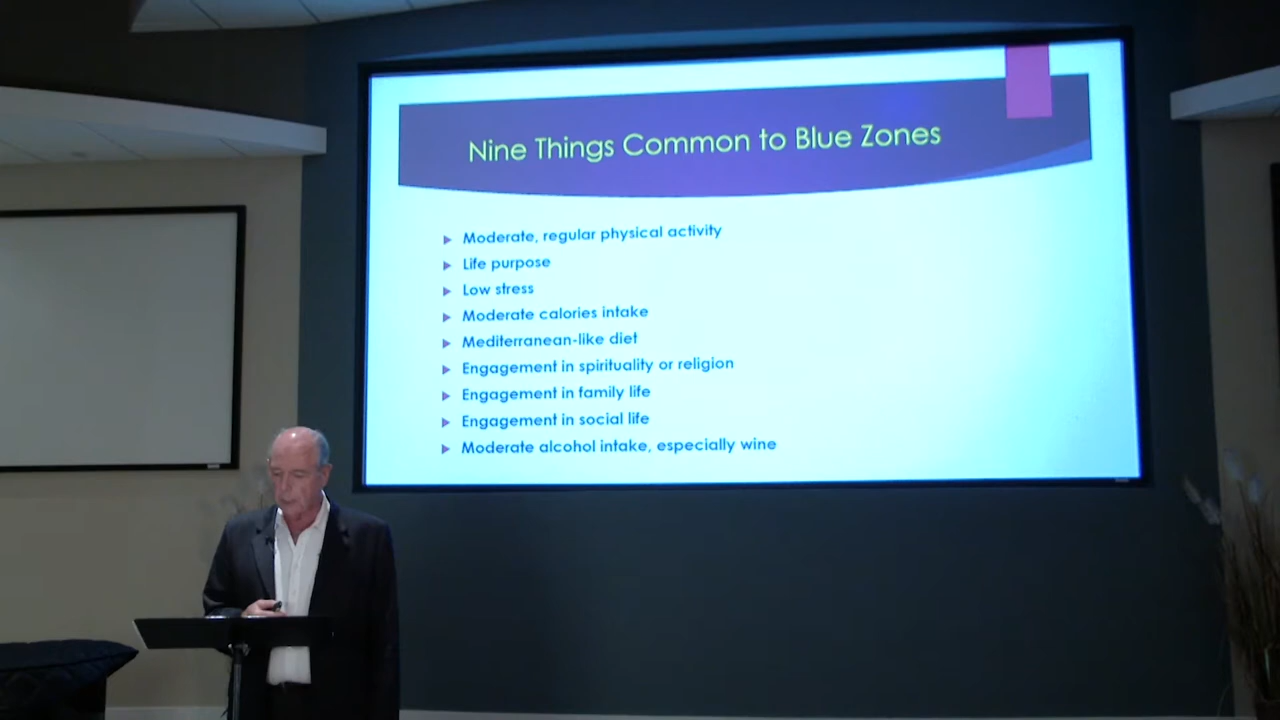 Nine Things Common to Blue Zones
Moderate, regular physical activity
Life purpose
Low stress
Moderate calories intake
Mediterranean-like diet
Engagement in spirituality or religion
Engagement in family life
Engagement in social life
Moderate alcohol intake, especially wine